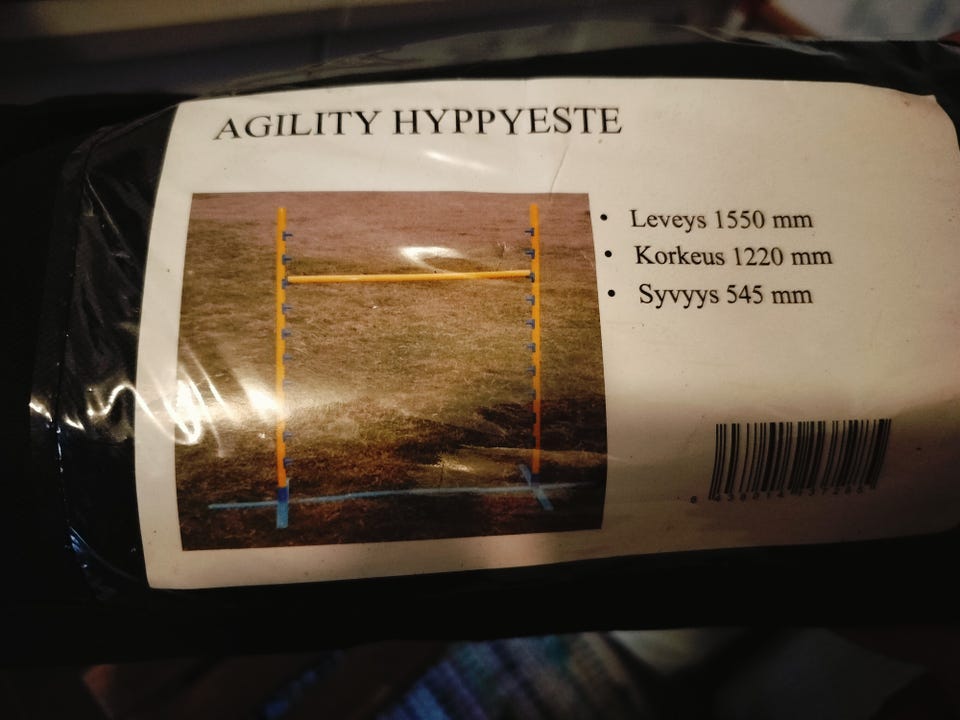 AGILITY HYPPYESTE
• Leveys 1550 mm
• Korkeus 1220 mm
• Syvyys 545 mm